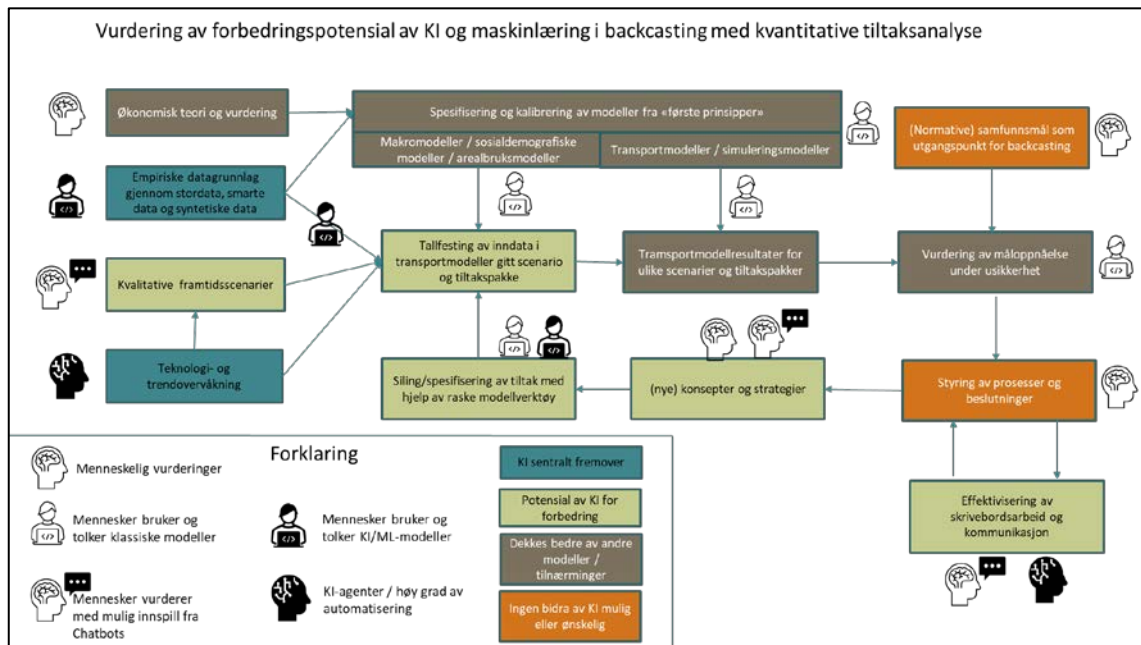 Vurdering av forbedringspotensial av KI og maskinlæring i backcasting med kvantitative tiltaksanalyse
Økonomisk teori og vurdering
Spesifisering og kalibrering av modeller fra «første prinsipper»
Makromodeller / sosialdemografiske
modeller / arealbruksmodeller
Transportmodeller / simuleringsmodeller
(Normative) samfunnsmål som
utgangspunkt for backcasting
Empiriske datagrunnlag
gjennom stordata, smarte
data og syntetiske data
Tallfesting av inndata i
transportmodeller gitt scenario
og tiltakspakke
Tramsportmodellresultater for
ulike scenarier og tiltakspakker
Vurdering av måloppnåelse
under usikkerhet
Kvalitative framtidsscenarier
Teknologi- og
trendovervåkning
Siling/spesifisering av tiltak med
hjelp av raske modellverktøy
(nye) konsepter og strategier
Styring av prosesser og
beslutninger
Effektivisering av
skrivebordsarbeid og
kommunikasjon
Forklaring
Menneskelig vurderinger
Mennesker bruker og
tolker klassiske modeller
Mennesker vurderer
med mulig innspill fra
Chatbots
Mennesker bruker og
tolker KI/ML-modeller
KI-agenter / høy grad av
automatisering
KI sentralt fremover
Potensial av KI for
forbedring
Dekkes bedre av andre
modeller /
tilnærminger
Ingen bidra av KI mulig
eller ønskelig